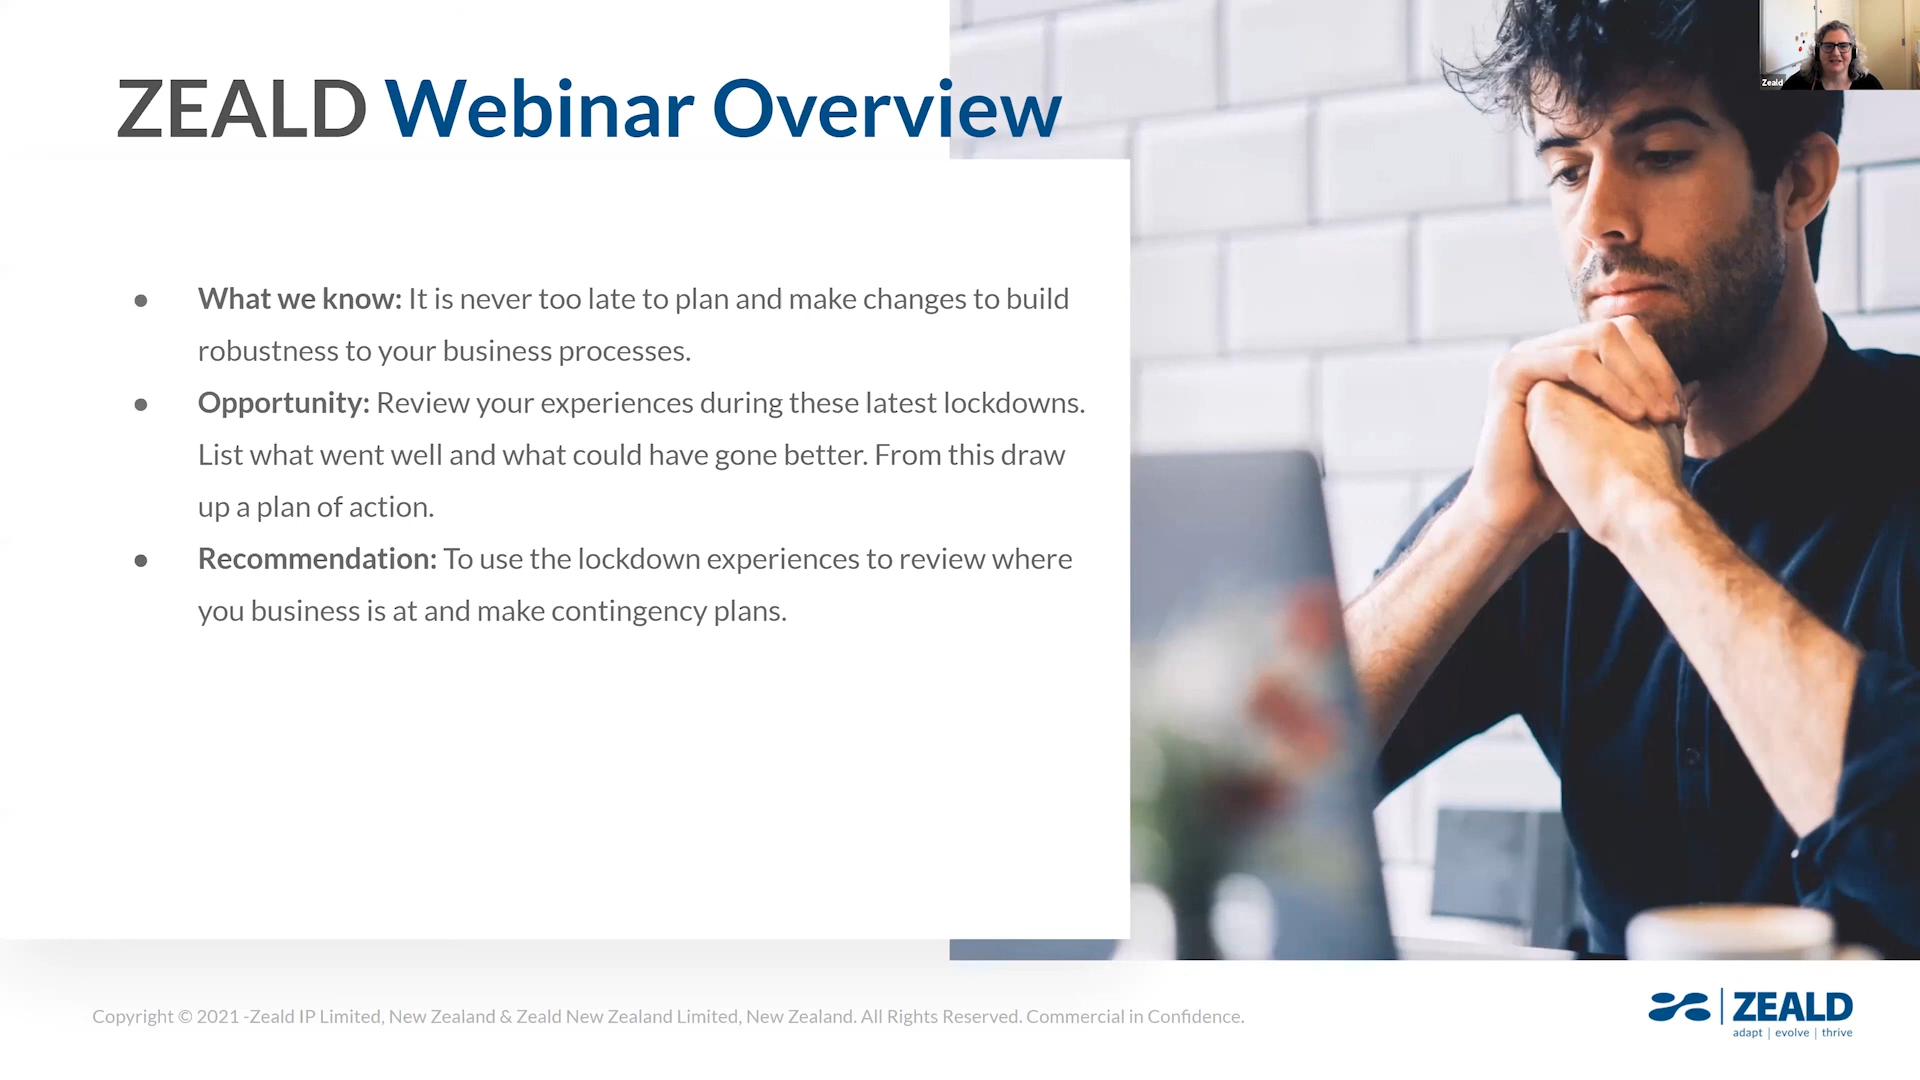 Zeald
ZEALD Webinar Overview
● What we know: It is never too late to plan and make changes to build
robustness to your business processes.
● Opportunity: Review your experiences during these latest lockdowns.
List what went well and what could have gone better. From this draw
up a plan of action.
● Recommendation: To use the lockdown experiences to review where
you business is at and make contingency plans.
Copyright © 2021 -Zeald IP Limited, New Zealand & Zeald New Zealand Limited, New Zealand. All Rights Reserved. Commercial in Confidence.
ZEALD
adapt | evolve | thrive